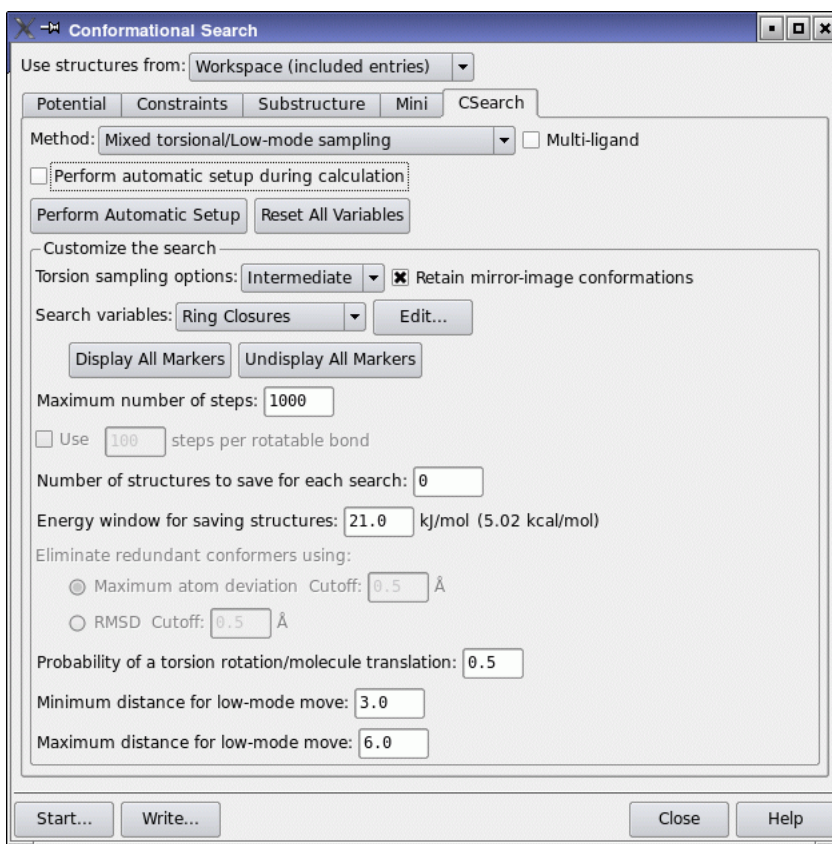 Conformational Search
Use structures from: Workspace (included entries)
Potential Constraints Substructure Mini CSearch
Method: Mixed torsional/Low-mode sampling Multi-ligand
Perform automatic setup during calculation
Perform Automatic Setup Reset All Variables
Customize the search
Torsion sampling options: Intermediate Retain mirror-image conformations
Search variables: Ring Closures Edit...
Display All Markers Undisplay All Markers
Maximum number of steps: 1000
Use 100 steps per rotatable bond
Number of structures to save for each search: 0
Energy window for saving structures: 21.0 kJ/mol (5.02 kcal/mol)
Eliminate redundant conformers using:
Maximum atom deviation Cutoff: 0.5 Å
RMSD Cutoff: 0.5 Å
Probability of a torsion rotation/molecule translation: 0.5
Minimum distance for low-mode move: 3.0
Maximum distance for low-mode move: 6.0
Start... Write... Close Help